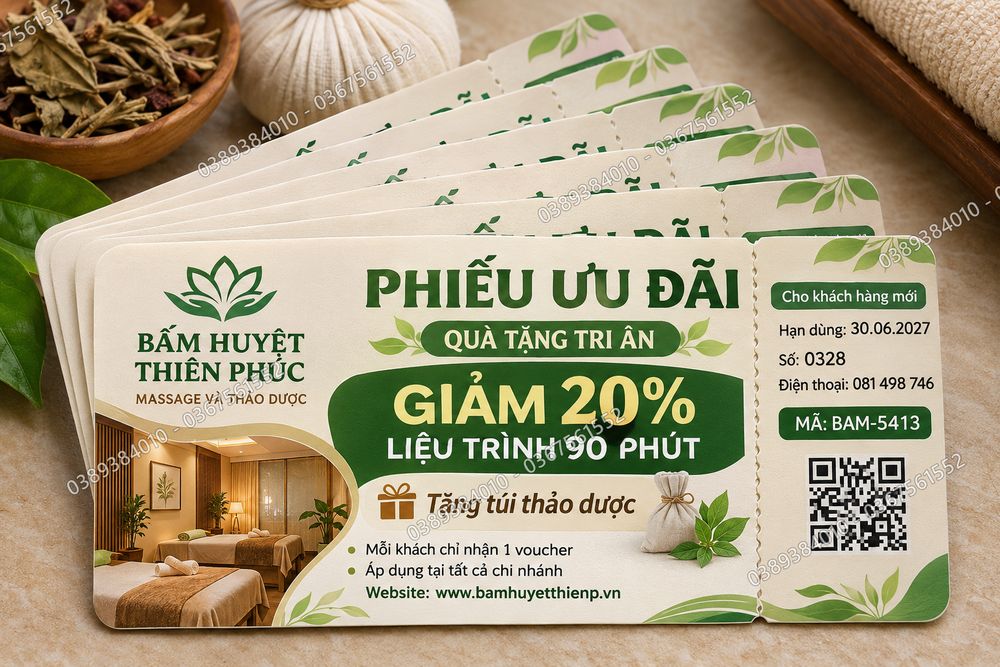 BẤM HUYỆT
THIÊN PHÚC
MASSAGE VÀ THẢO DƯỢC
PHIẾU ƯU ĐÃI
QUÀ TẶNG TRI ÂN
GIẢM 20%
LIỆU TRÌNH 90 PHÚT
Tặng túi thảo dược
• Mỗi khách chỉ nhận 1 voucher
• Áp dụng tại tất cả chi nhánh
Website: www.bamhuyetthienp.vn
Cho khách hàng mới
Hạn dùng: 30.06.2027
Số: 0328
Điện thoại: 081 498 746
MÃ: BAM-5413
0389384010 - 0367561552